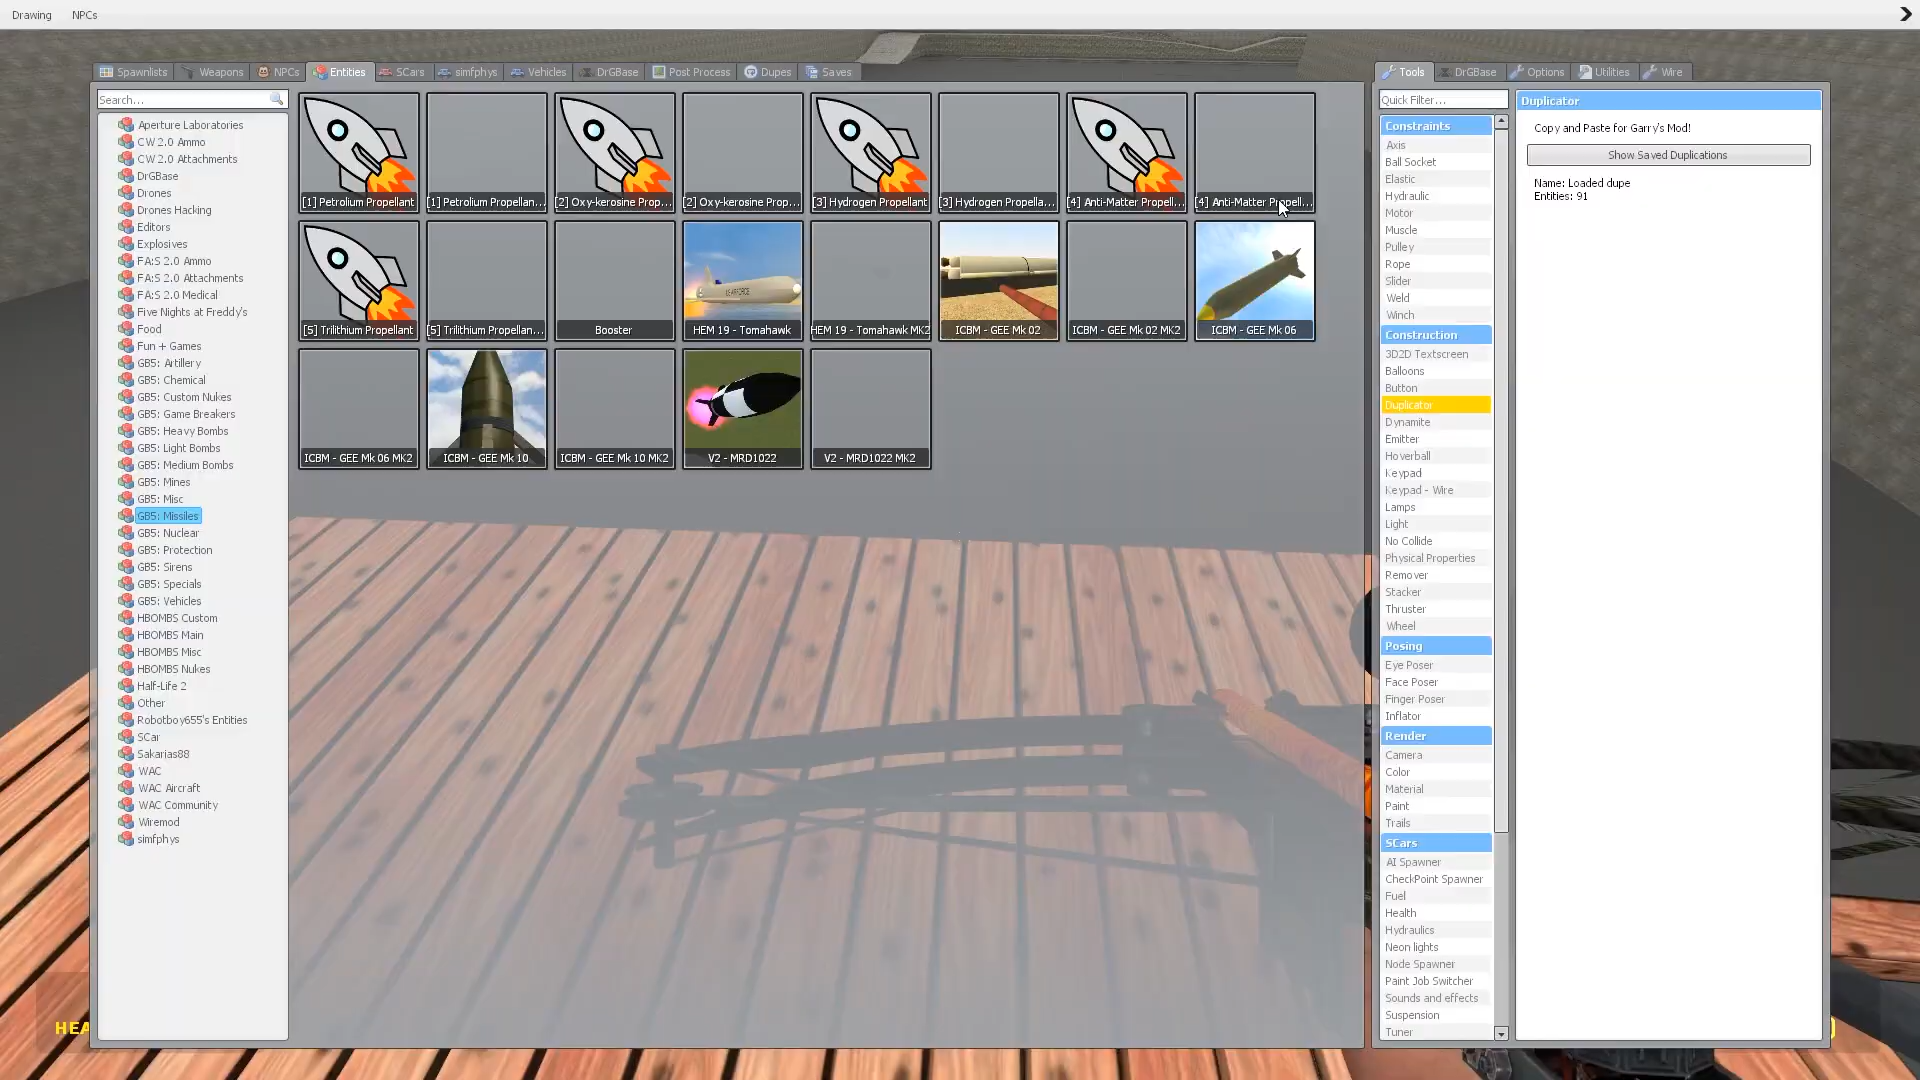 Drawing
NPCs
Spawnlists
Weapons
NPCs
Entities
SCars
simfphys
Vehicles
DrGBase
Post Process
Dupes
Saves
Search...
Aperture Laboratories
CW 2.0 Ammo
CW 2.0 Attachments
DrGBase
Drones
Drones Hacking
Editors
Explosives
FA:S 2.0 Ammo
FA:S 2.0 Attachments
FA:S 2.0 Medical
Five Nights at Freddy's
Food
Fun + Games
GB5: Artillery
GB5: Chemical
GB5: Custom Nukes
GB5: Game Breakers
GB5: Heavy Bombs
GB5: Light Bombs
GB5: Medium Bombs
GB5: Mines
GB5: Misc
GB5: Missiles
GB5: Nuclear
GB5: Protection
GB5: Sirens
GB5: Specials
GB5: Vehicles
HBOMBS Custom
HBOMBS Main
HBOMBS Misc
HBOMBS Nukes
Half-Life 2
Other
Robotboy655's Entities
SCar
Sakarias88
WAC
WAC Aircraft
WAC Community
Wiremod
simfphys
[1] Petrolium Propellant
[1] Petrolium Propellan...
[2] Oxy-kerosine Prop...
[2] Oxy-kerosine Prop...
[3] Hydrogen Propellant
[3] Hydrogen Propella...
[4] Anti-Matter Propell...
[4] Anti-Matter Propell...
[5] Trilithium Propellant
[5] Trilithium Propellan...
Booster
HEM 19 - Tomahawk
HEM 19 - Tomahawk MK2
ICBM - GEE Mk 02
ICBM - GEE Mk 02 MK2
ICBM - GEE Mk 06
ICBM - GEE Mk 06 MK2
ICBM - GEE Mk 10
ICBM - GEE Mk 10 MK2
V2 - MRD1022
V2 - MRD1022 MK2
HEA
Tools
DrGBase
Options
Utilities
Wire
Quick Filter...
Constraints
Axis
Ball Socket
Elastic
Hydraulic
Motor
Muscle
Pulley
Rope
Slider
Weld
Winch
Construction
3D2D Textscreen
Balloons
Button
Duplicator
Dynamite
Emitter
Hoverball
Keypad
Keypad - Wire
Lamps
Light
No Collide
Physical Properties
Remover
Stacker
Thruster
Wheel
Posing
Eye Poser
Face Poser
Finger Poser
Inflator
Render
Camera
Color
Material
Paint
Trails
SCars
AI Spawner
CheckPoint Spawner
Fuel
Health
Hydraulics
Neon lights
Node Spawner
Paint Job Switcher
Sounds and effects
Suspension
Tuner
Duplicator
Copy and Paste for Garry's Mod!
Show Saved Duplications
Name: Loaded dupe
Entities: 91